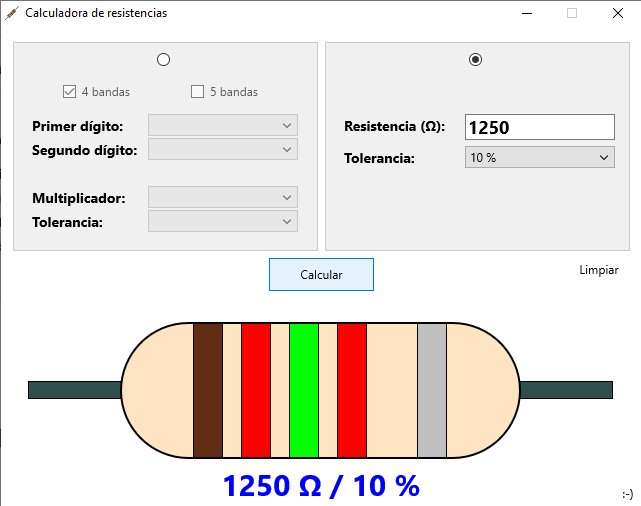 Calculadora de resistencias
4 bandas
5 bandas
Primer dígito:
Segundo dígito:
Multiplicador:
Tolerancia:
Resistencia (Ω):
1250
Tolerancia:
10 %
Calcular
Limpiar
1250 Ω / 10 %
:-)